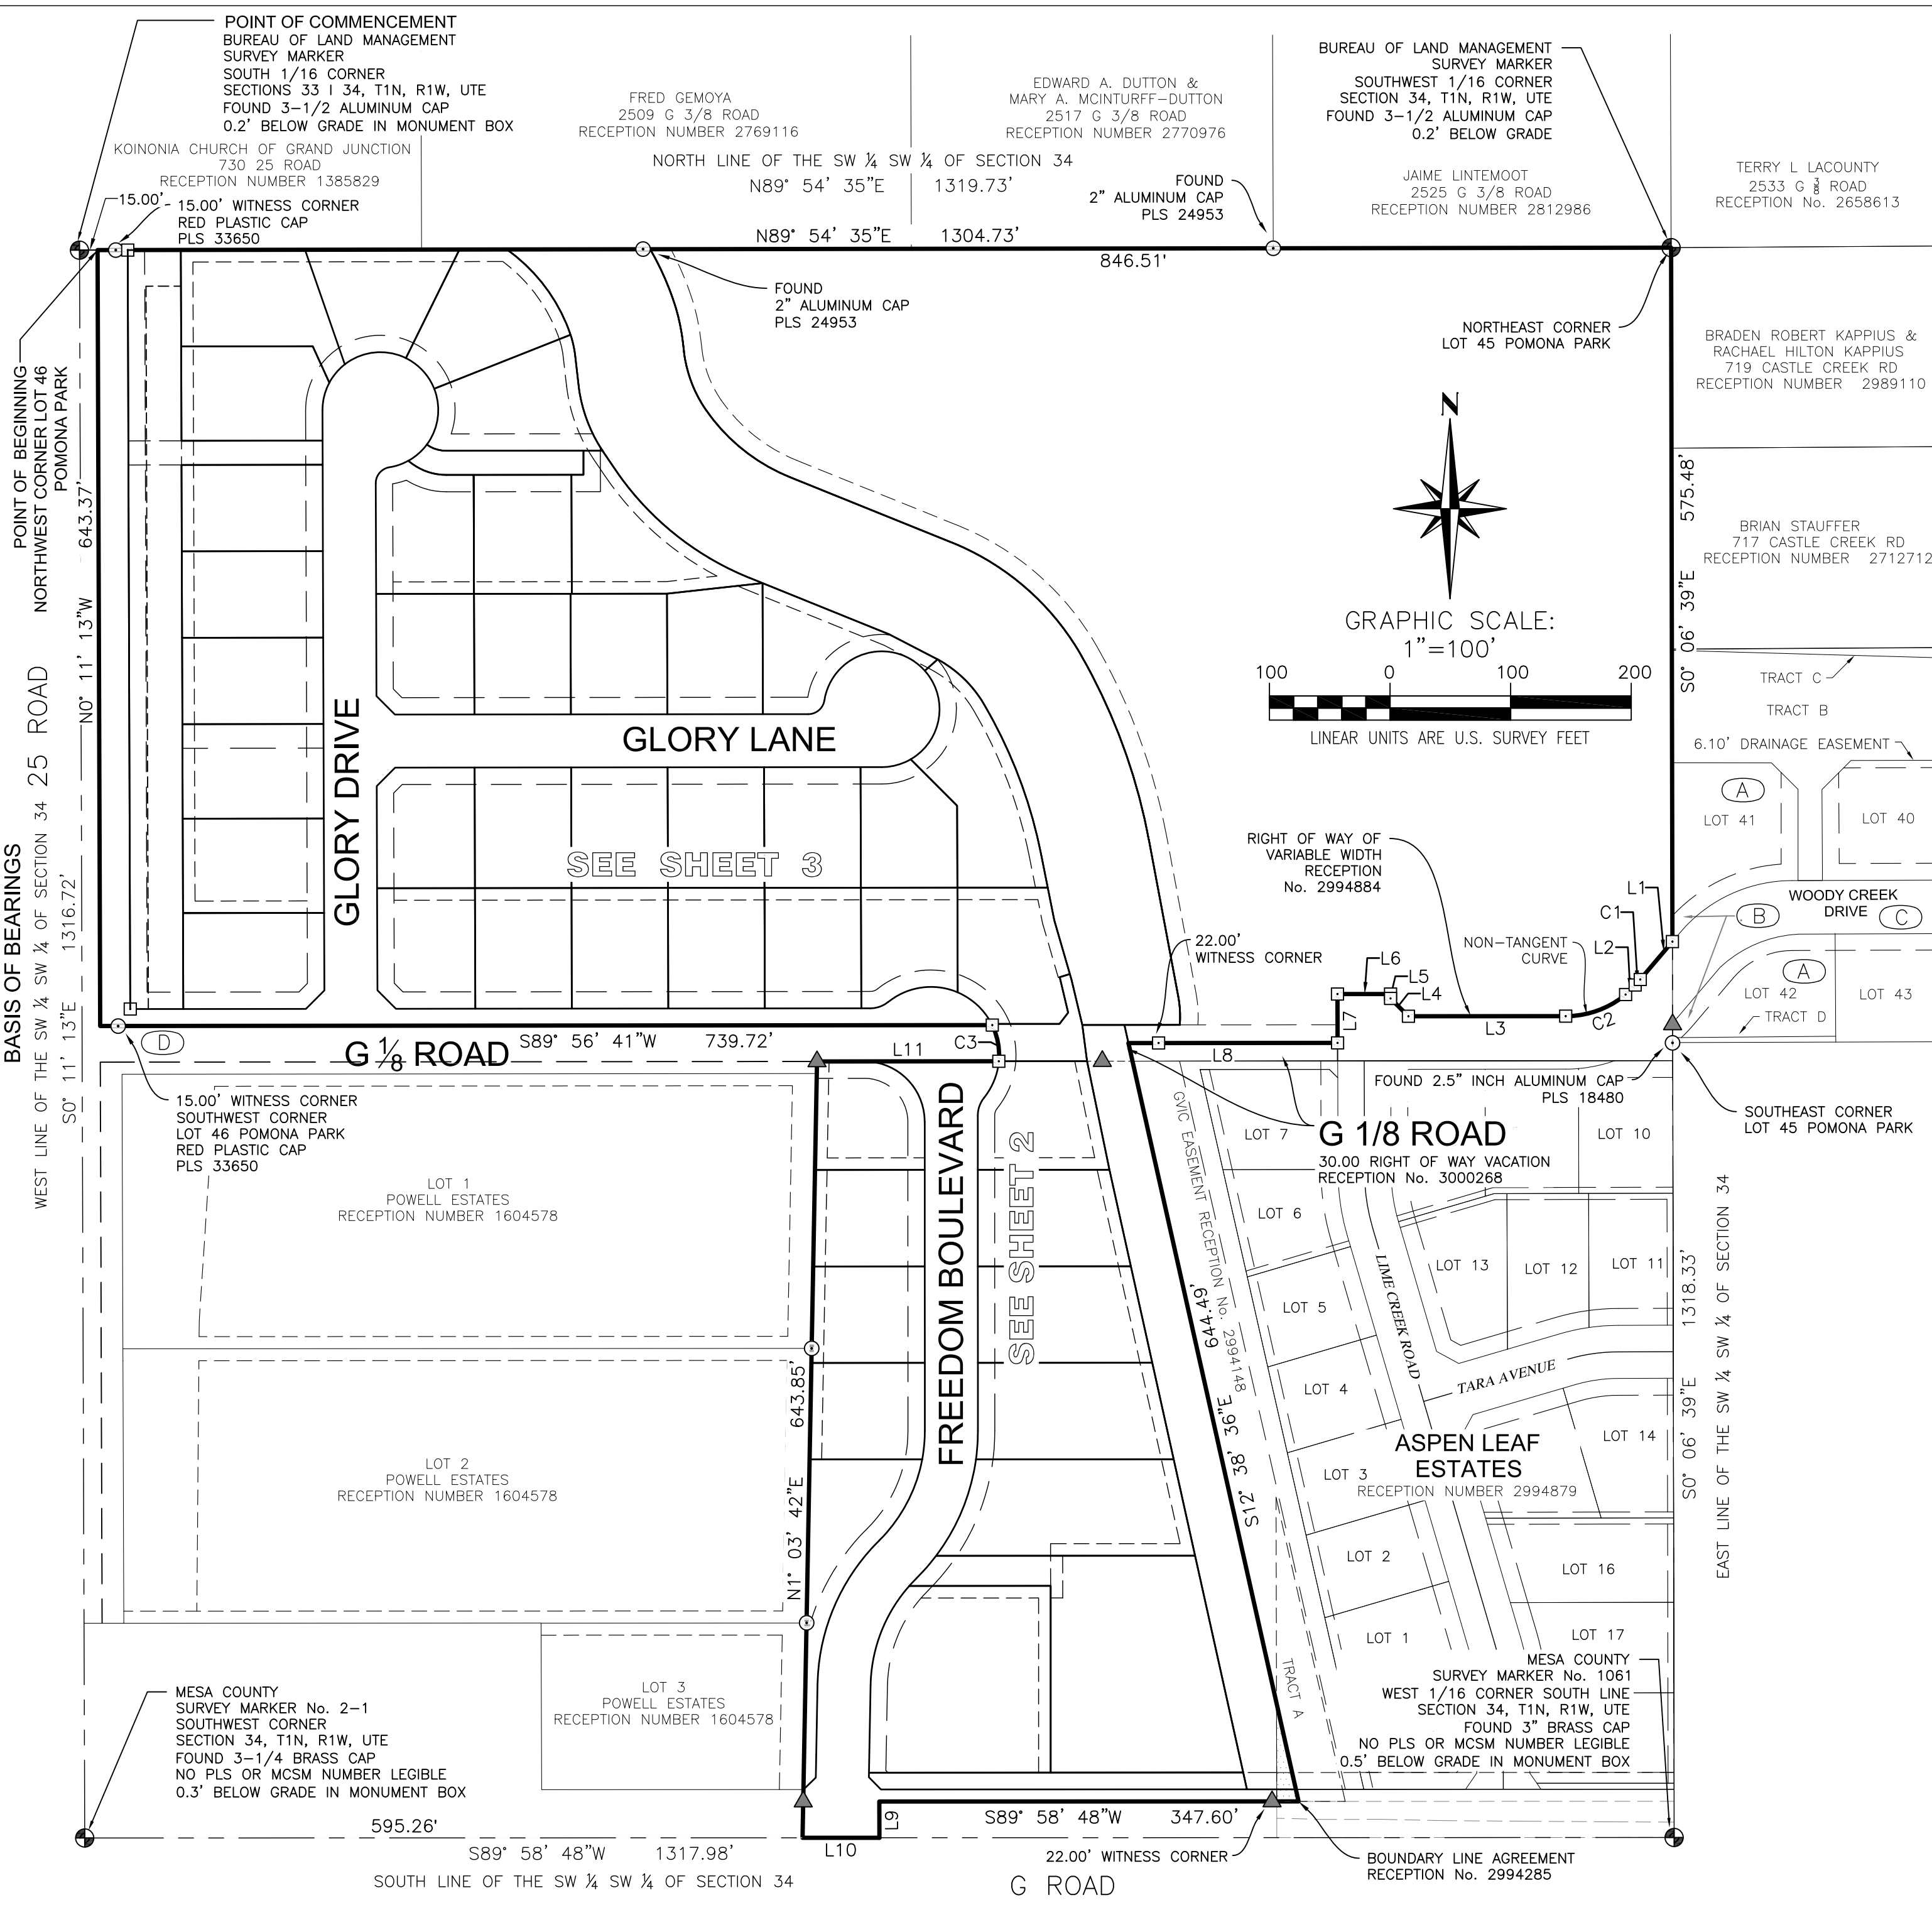 POINT OF COMMENCEMENT
BUREAU OF LAND MANAGEMENT
SURVEY MARKER
SOUTH 1/16 CORNER
SECTIONS 33 I 34, T1N, R1W, UTE
FOUND 3-1/2 ALUMINUM CAP
0.2' BELOW GRADE IN MONUMENT BOX
KOINONIA CHURCH OF GRAND JUNCTION
730 25 ROAD
RECEPTION NUMBER 1385829
FRED GEMOYA
2509 G 3/8 ROAD
RECEPTION NUMBER 2769116
EDWARD A. DUTTON &
MARY A. MCINTURFF-DUTTON
2517 G 3/8 ROAD
RECEPTION NUMBER 2770976
BUREAU OF LAND MANAGEMENT
SURVEY MARKER
SOUTHWEST 1/16 CORNER
SECTION 34, T1N, R1W, UTE
FOUND 3-1/2 ALUMINUM CAP
0.2' BELOW GRADE
JAIME LINTEMOOT
2525 G 3/8 ROAD
RECEPTION NUMBER 2812986
TERRY L LACOUNTY
2533 G 3/8 ROAD
RECEPTION No. 2658613
NORTH LINE OF THE SW ¼ SW ¼ OF SECTION 34
N89° 54' 35"E 1319.73'
15.00'
15.00' WITNESS CORNER
RED PLASTIC CAP
PLS 33650
FOUND
2" ALUMINUM CAP
PLS 24953
N89° 54' 35"E 1304.73'
846.51'
FOUND
2" ALUMINUM CAP
PLS 24953
NORTHEAST CORNER
LOT 45 POMONA PARK
BRADEN ROBERT KAPPIUS &
RACHAEL HILTON KAPPIUS
719 CASTLE CREEK RD
RECEPTION NUMBER 2989110
BRIAN STAUFFER
717 CASTLE CREEK RD
RECEPTION NUMBER 2712712
POINT OF BEGINNING
NORTHWEST CORNER LOT 46
POMONA PARK
N0° 11' 13"W 643.37'
25 ROAD
BASIS OF BEARINGS
WEST LINE OF THE SW ¼ SW ¼ OF SECTION 34
S0° 11' 13"E 1316.72'
N
GRAPHIC SCALE:
1"=100'
100 0 100 200
LINEAR UNITS ARE U.S. SURVEY FEET
S0° 06' 39"E 575.48'
TRACT C
TRACT B
6.10' DRAINAGE EASEMENT
A
LOT 41
LOT 40
WOODY CREEK
DRIVE
B
C
A
LOT 42
LOT 43
TRACT D
GLORY DRIVE
GLORY LANE
SEE SHEET 3
RIGHT OF WAY OF
VARIABLE WIDTH
RECEPTION
No. 2994884
22.00'
WITNESS CORNER
NON-TANGENT
CURVE
L1
C1
L2
C2
L3
L4
L5
L6
L7
L8
D
G ⅛ ROAD
S89° 56' 41"W 739.72'
L11
C3
15.00' WITNESS CORNER
SOUTHWEST CORNER
LOT 46 POMONA PARK
RED PLASTIC CAP
PLS 33650
FOUND 2.5" INCH ALUMINUM CAP
PLS 18480
SOUTHEAST CORNER
LOT 45 POMONA PARK
G 1/8 ROAD
30.00 RIGHT OF WAY VACATION
RECEPTION No. 3000268
LOT 1
POWELL ESTATES
RECEPTION NUMBER 1604578
LOT 2
POWELL ESTATES
RECEPTION NUMBER 1604578
LOT 3
POWELL ESTATES
RECEPTION NUMBER 1604578
N1° 03' 42"E 643.85'
FREEDOM BOULEVARD
SEE SHEET 2
S12° 38' 36"E 644.49'
GVIC EASEMENT RECEPTION No. 2994148
TRACT A
LOT 7
LOT 10
LOT 6
LOT 13
LOT 12
LOT 11
LOT 5
LOT 4
LIME CREEK ROAD
TARA AVENUE
LOT 14
LOT 3
ASPEN LEAF
ESTATES
RECEPTION NUMBER 2994879
LOT 2
LOT 16
LOT 1
LOT 17
S0° 06' 39"E 1318.33'
EAST LINE OF THE SW ¼ SW ¼ OF SECTION 34
MESA COUNTY
SURVEY MARKER No. 2-1
SOUTHWEST CORNER
SECTION 34, T1N, R1W, UTE
FOUND 3-1/4 BRASS CAP
NO PLS OR MCSM NUMBER LEGIBLE
0.3' BELOW GRADE IN MONUMENT BOX
MESA COUNTY
SURVEY MARKER No. 1061
WEST 1/16 CORNER SOUTH LINE
SECTION 34, T1N, R1W, UTE
FOUND 3" BRASS CAP
NO PLS OR MCSM NUMBER LEGIBLE
0.5' BELOW GRADE IN MONUMENT BOX
595.26'
L10
L9
S89° 58' 48"W 347.60'
S89° 58' 48"W 1317.98'
SOUTH LINE OF THE SW ¼ SW ¼ OF SECTION 34
22.00' WITNESS CORNER
BOUNDARY LINE AGREEMENT
RECEPTION No. 2994285
G ROAD